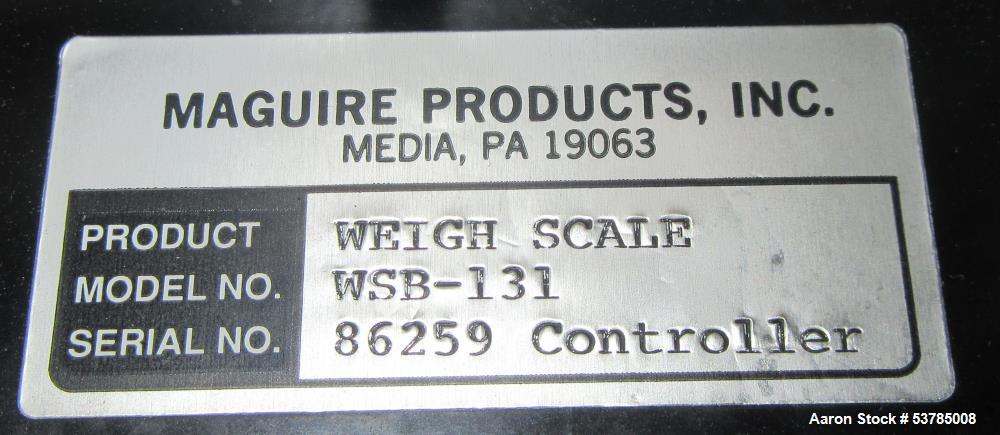 MAGUIRE PRODUCTS, INC.
MEDIA, PA 19063
PRODUCT WEIGH SCALE
MODEL NO. WSB-131
SERIAL NO. 86259 Controller
Aaron Stock # 53785008